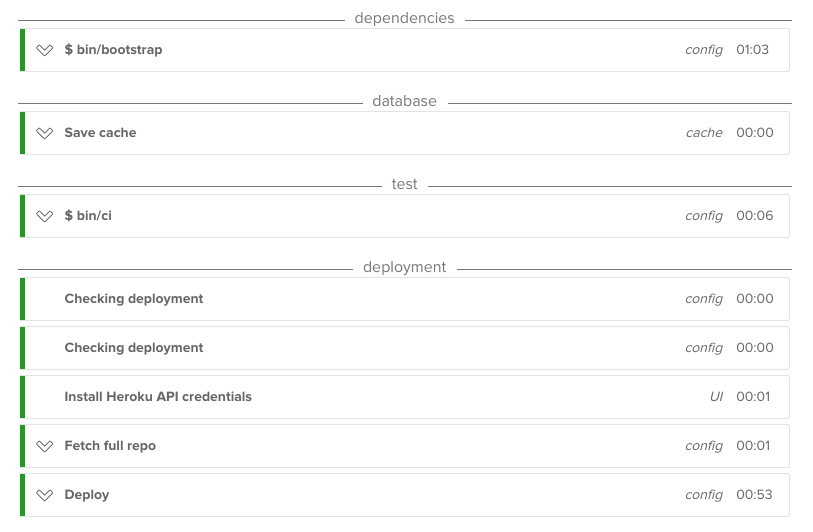 dependencies
$ bin/bootstrap config 01:03
database
Save cache cache 00:00
test
$ bin/ci config 00:06
deployment
Checking deployment config 00:00
Checking deployment config 00:00
Install Heroku API credentials UI 00:01
Fetch full repo config 00:01
Deploy config 00:53